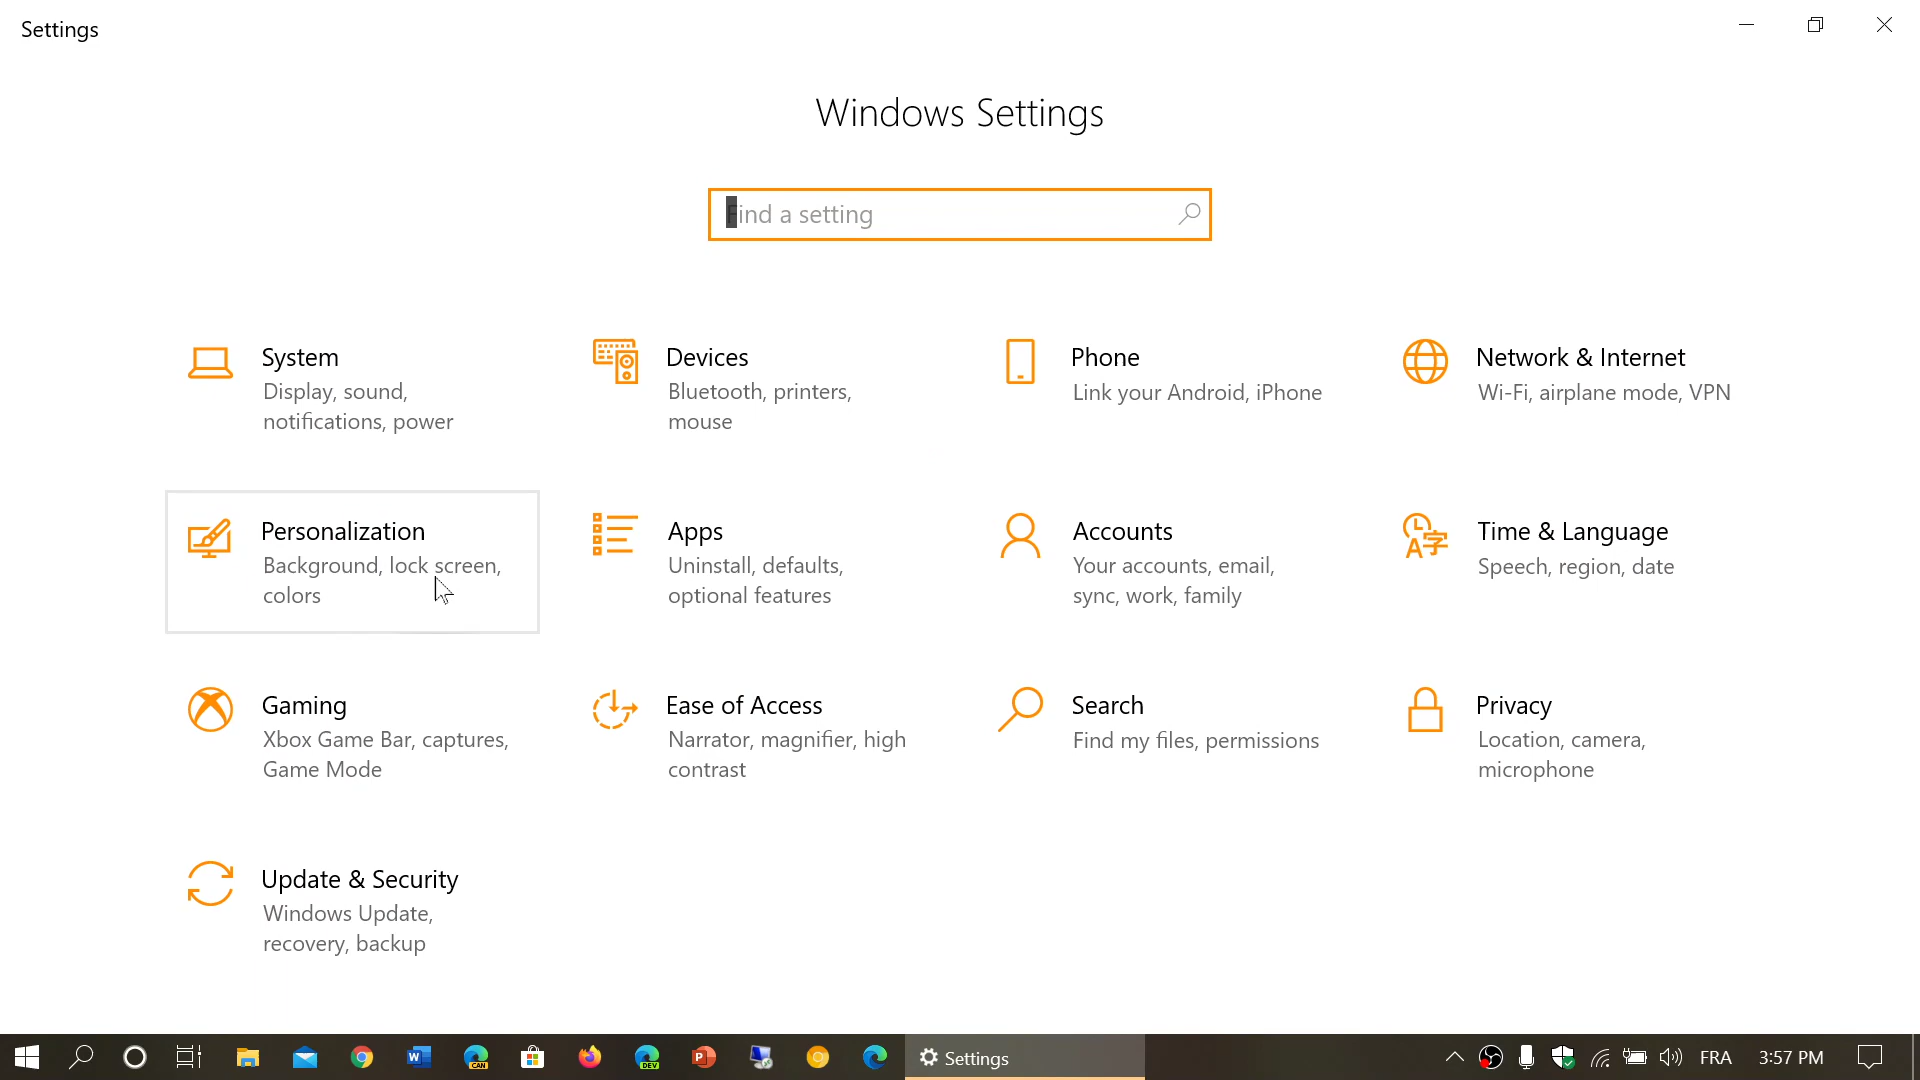 Settings
Windows Settings
Find a setting
System
Display, sound,
notifications, power
Devices
Bluetooth, printers,
mouse
Phone
Link your Android, iPhone
Network & Internet
Wi-Fi, airplane mode, VPN
Personalization
Background, lock screen,
colors
Apps
Uninstall, defaults,
optional features
Accounts
Your accounts, email,
sync, work, family
Time & Language
Speech, region, date
Gaming
Xbox Game Bar, captures,
Game Mode
Ease of Access
Narrator, magnifier, high
contrast
Search
Find my files, permissions
Privacy
Location, camera,
microphone
Update & Security
Windows Update,
recovery, backup
W
CAN
DEV
P
Settings
FRA
3:57 PM